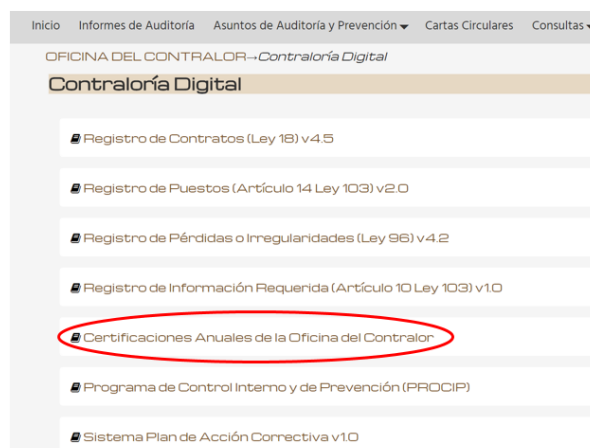 Inicio Informes de Auditoría Asuntos de Auditoría y Prevención Cartas Circulares Consultas
OFICINA DEL CONTRALOR→Contraloría Digital
Contraloría Digital
Registro de Contratos (Ley 18) v4.5
Registro de Puestos (Artículo 14 Ley 103) v2.0
Registro de Pérdidas o Irregularidades (Ley 96) v4.2
Registro de Información Requerida (Artículo 10 Ley 103) v1.0
Certificaciones Anuales de la Oficina del Contralor
Programa de Control Interno y de Prevención (PROCIP)
Sistema Plan de Acción Correctiva v1.0